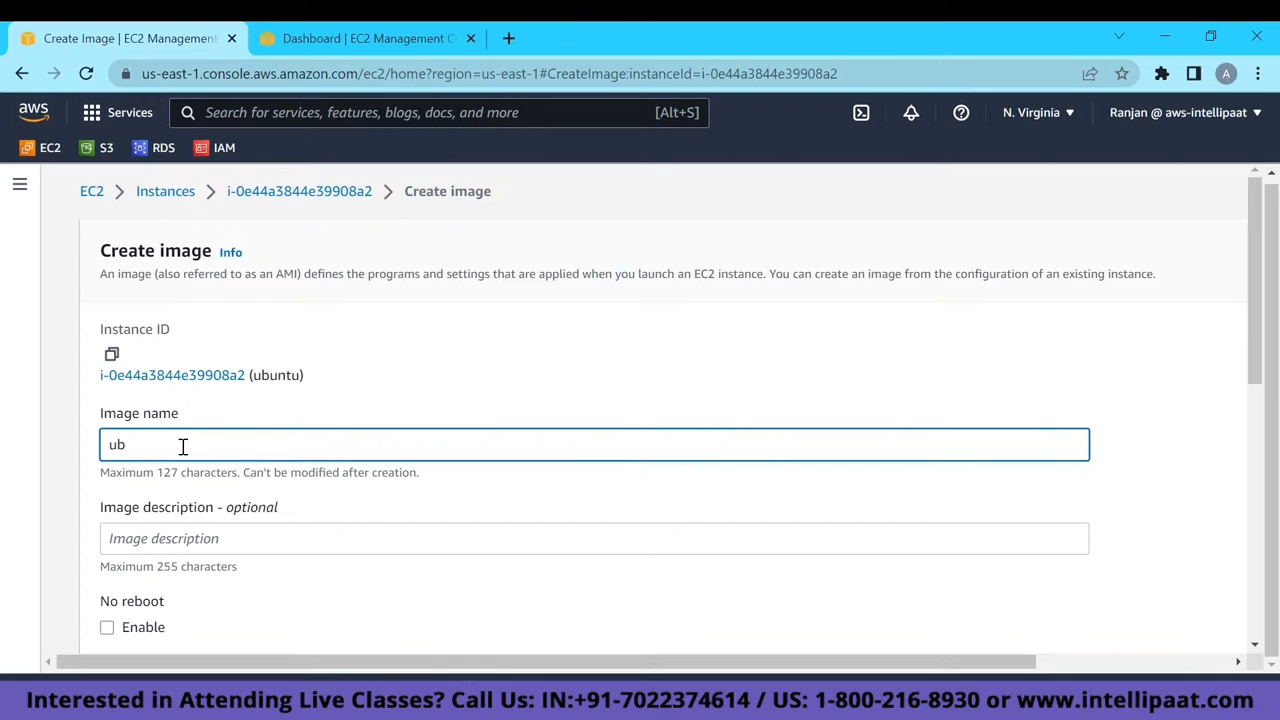 Create Image | EC2 Management
Dashboard | EC2 Management C
us-east-1.console.aws.amazon.com/ec2/home?region=us-east-1#CreateImage:instanceId=i-0e44a3844e39908a2
A
aws
Services
Search for services, features, blogs, docs, and more
[Alt+S]
N. Virginia
Ranjan @ aws-intellipaat
EC2
S3
RDS
IAM
EC2 > Instances > i-0e44a3844e39908a2 > Create image
Create image Info
An image (also referred to as an AMI) defines the programs and settings that are applied when you launch an EC2 instance. You can create an image from the configuration of an existing instance.
Instance ID
i-0e44a3844e39908a2 (ubuntu)
Image name
ub
Maximum 127 characters. Can't be modified after creation.
Image description - optional
Image description
Maximum 255 characters
No reboot
Enable
Interested in Attending Live Classes? Call Us: IN:+91-7022374614 / US: 1-800-216-8930 or www.intellipaat.com